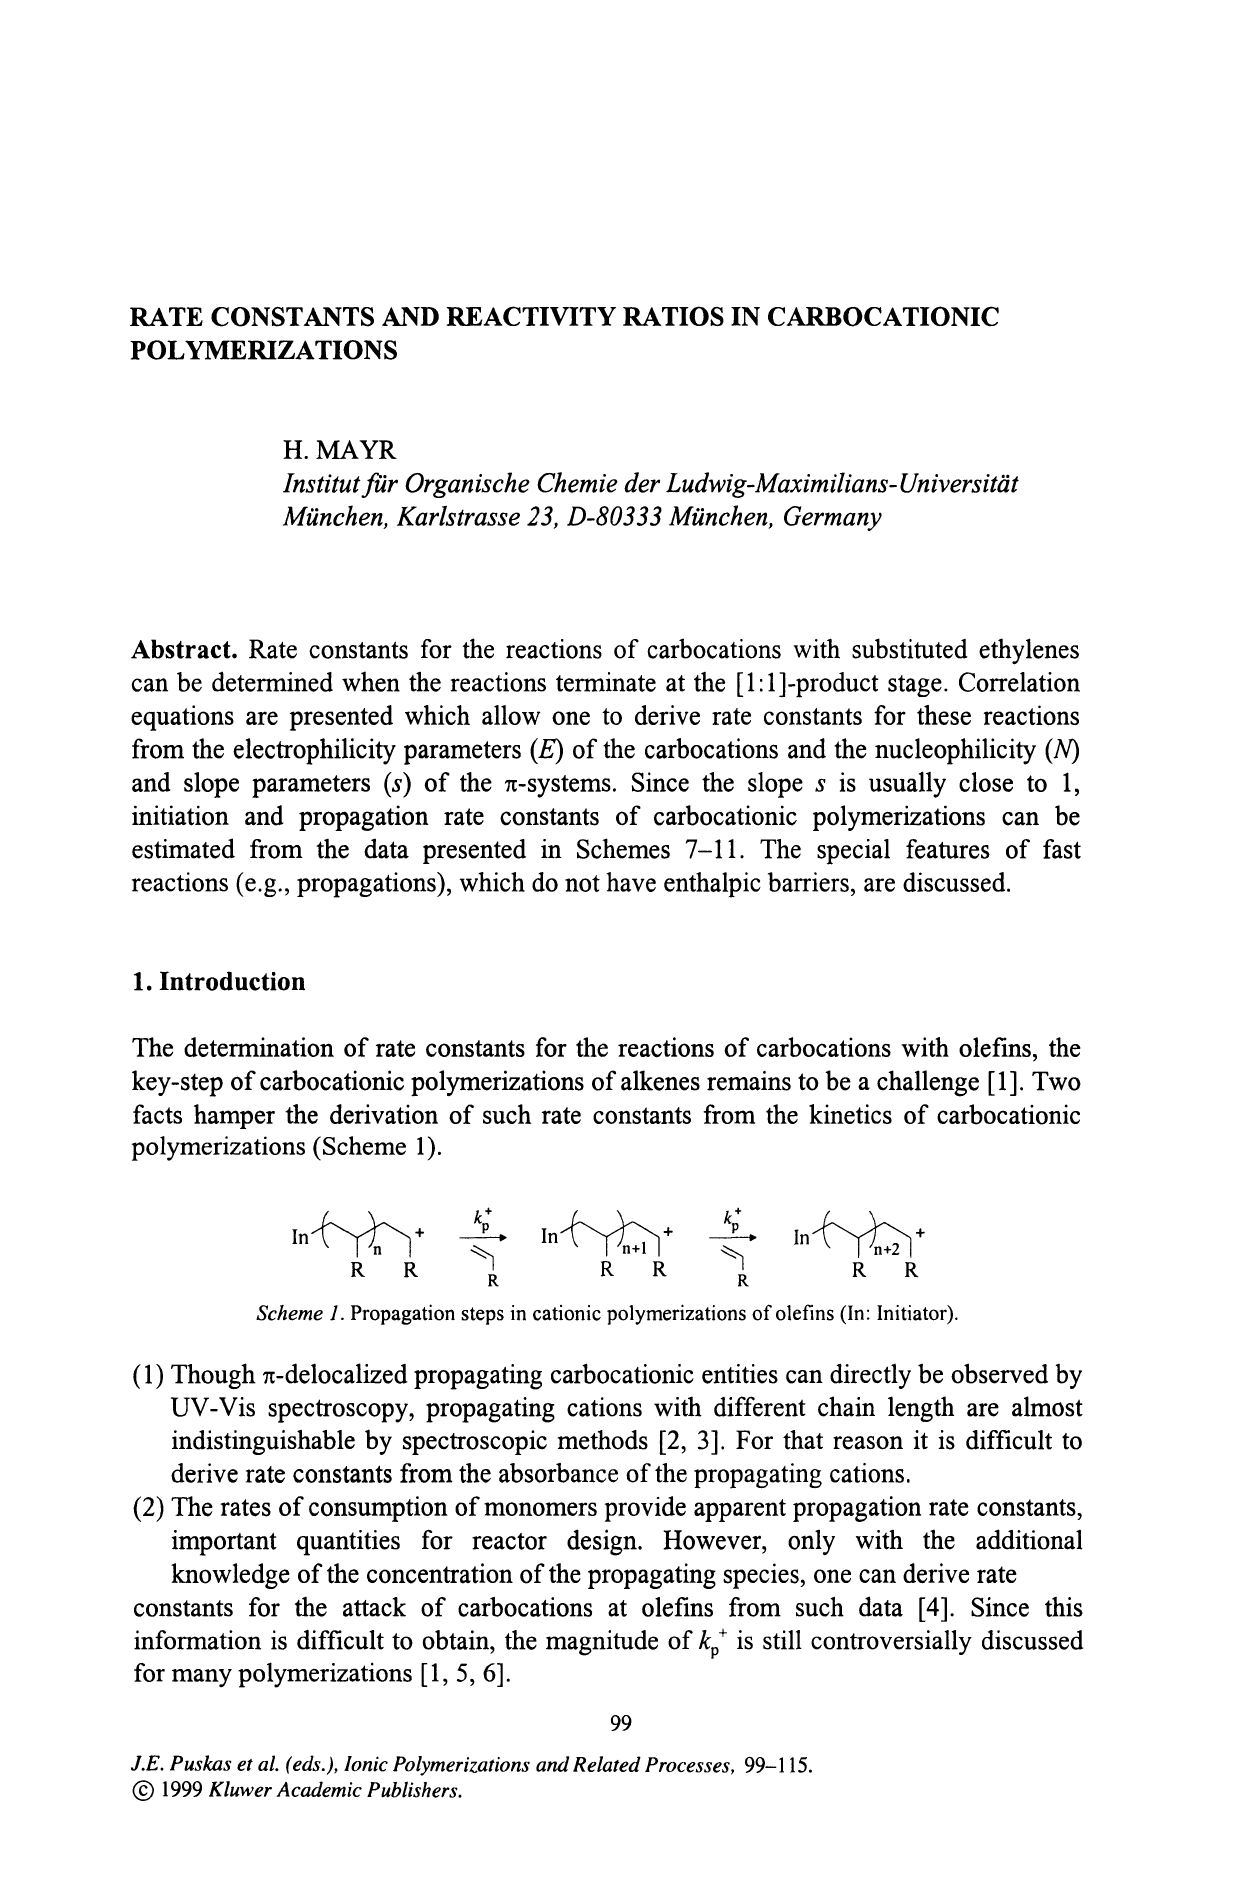 RATE CONSTANTS AND REACTIVITY RATIOS IN CARBOCATIONIC
POLYMERIZATIONS
H. MAYR
Institut für Organische Chemie der Ludwig-Maximilians-Universität
München, Karlstrasse 23, D-80333 München, Germany
Abstract. Rate constants for the reactions of carbocations with substituted ethylenes
can be determined when the reactions terminate at the [1:1]-product stage. Correlation
equations are presented which allow one to derive rate constants for these reactions
from the electrophilicity parameters (E) of the carbocations and the nucleophilicity (N)
and slope parameters (s) of the π-systems. Since the slope s is usually close to 1,
initiation and propagation rate constants of carbocationic polymerizations can be
estimated from the data presented in Schemes 7–11. The special features of fast
reactions (e.g., propagations), which do not have enthalpic barriers, are discussed.
1. Introduction
The determination of rate constants for the reactions of carbocations with olefins, the
key-step of carbocationic polymerizations of alkenes remains to be a challenge [1]. Two
facts hamper the derivation of such rate constants from the kinetics of carbocationic
polymerizations (Scheme 1).
In n + kp+ In n+1 + kp+ In n+2 +
R R R R R R R R
Scheme 1. Propagation steps in cationic polymerizations of olefins (In: Initiator).
(1) Though π-delocalized propagating carbocationic entities can directly be observed by
UV-Vis spectroscopy, propagating cations with different chain length are almost
indistinguishable by spectroscopic methods [2, 3]. For that reason it is difficult to
derive rate constants from the absorbance of the propagating cations.
(2) The rates of consumption of monomers provide apparent propagation rate constants,
important quantities for reactor design. However, only with the additional
knowledge of the concentration of the propagating species, one can derive rate
constants for the attack of carbocations at olefins from such data [4]. Since this
information is difficult to obtain, the magnitude of kp+ is still controversially discussed
for many polymerizations [1, 5, 6].
99
J.E. Puskas et al. (eds.), Ionic Polymerizations and Related Processes, 99–115.
© 1999 Kluwer Academic Publishers.